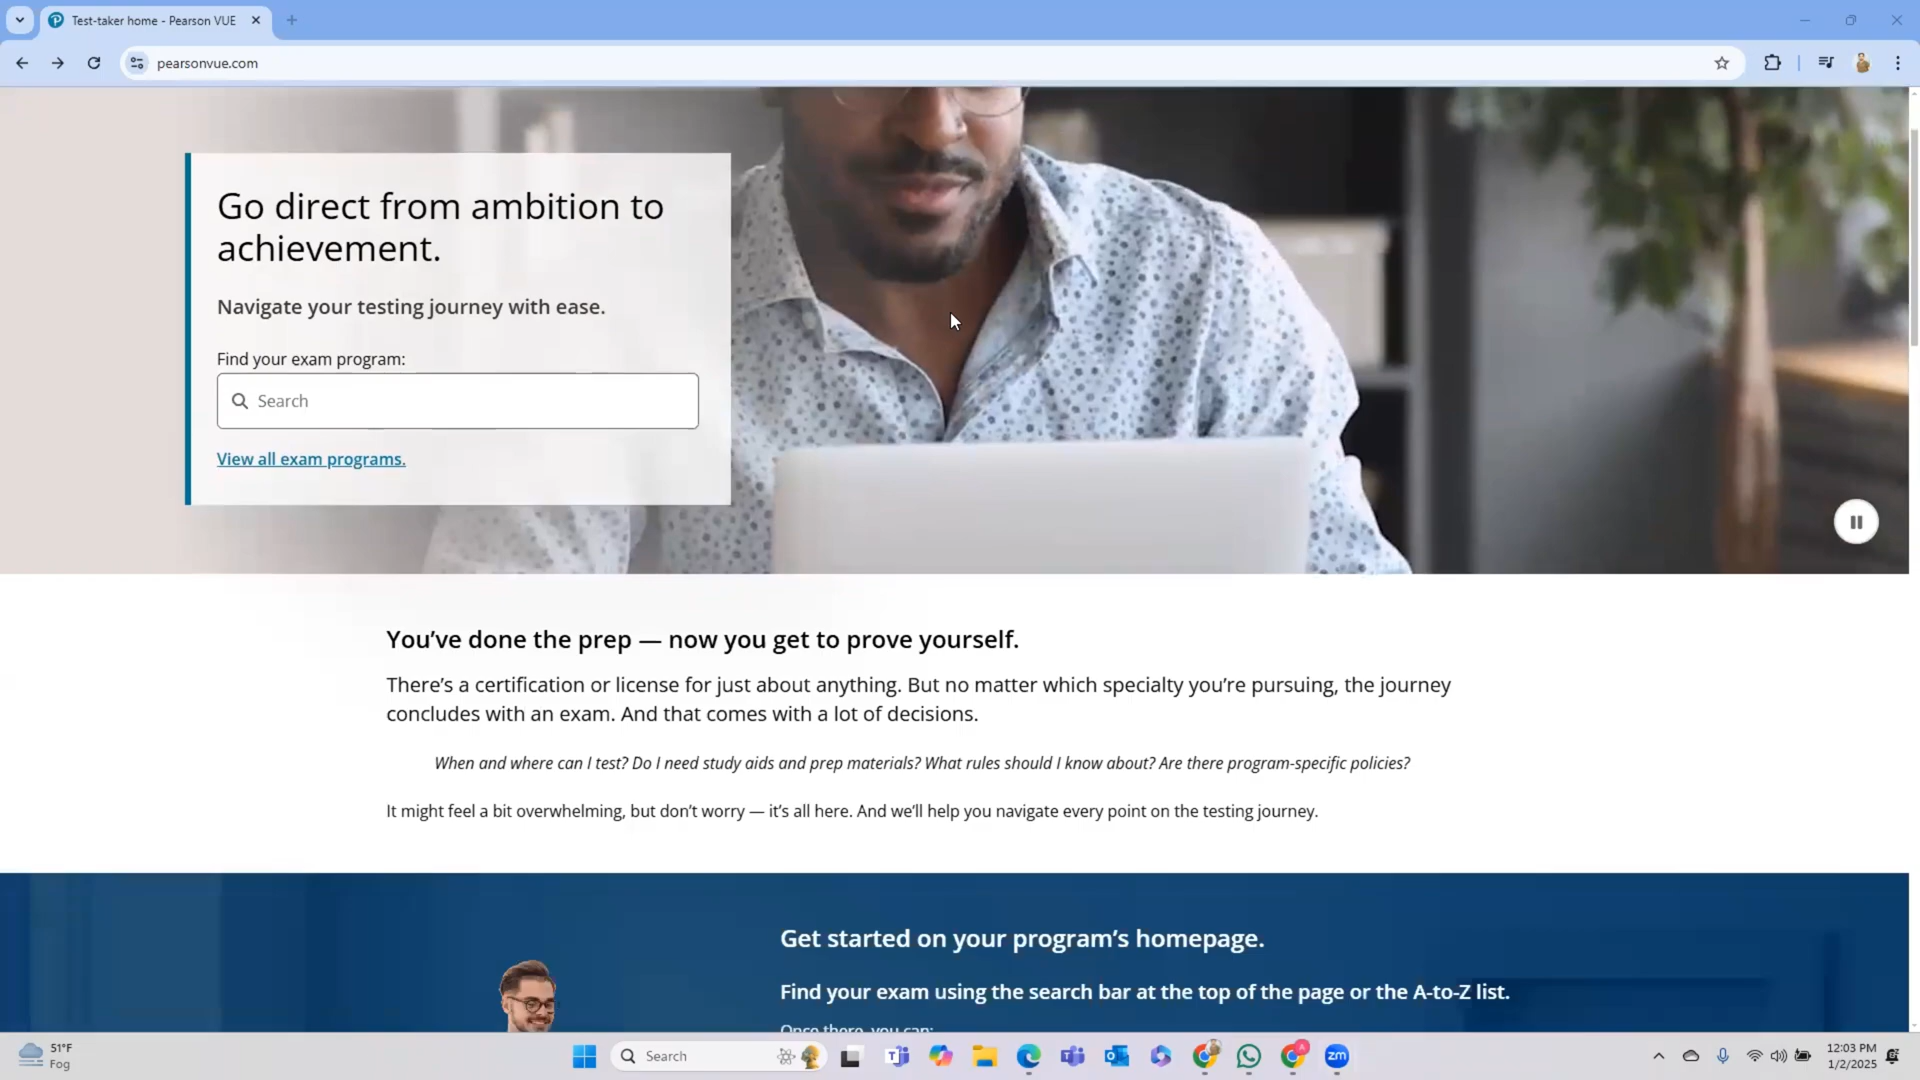 Test-taker home - Pearson VUE
pearsonvue.com
Go direct from ambition to
achievement.
Navigate your testing journey with ease.
Find your exam program:
Search
View all exam programs.
You've done the prep — now you get to prove yourself.
There's a certification or license for just about anything. But no matter which specialty you're pursuing, the journey
concludes with an exam. And that comes with a lot of decisions.
When and where can I test? Do I need study aids and prep materials? What rules should I know about? Are there program-specific policies?
It might feel a bit overwhelming, but don't worry — it's all here. And we'll help you navigate every point on the testing journey.
Get started on your program's homepage.
Find your exam using the search bar at the top of the page or the A-to-Z list.
Once there, you can:
51°F
Fog
Search
zm
12:03 PM
1/2/2025